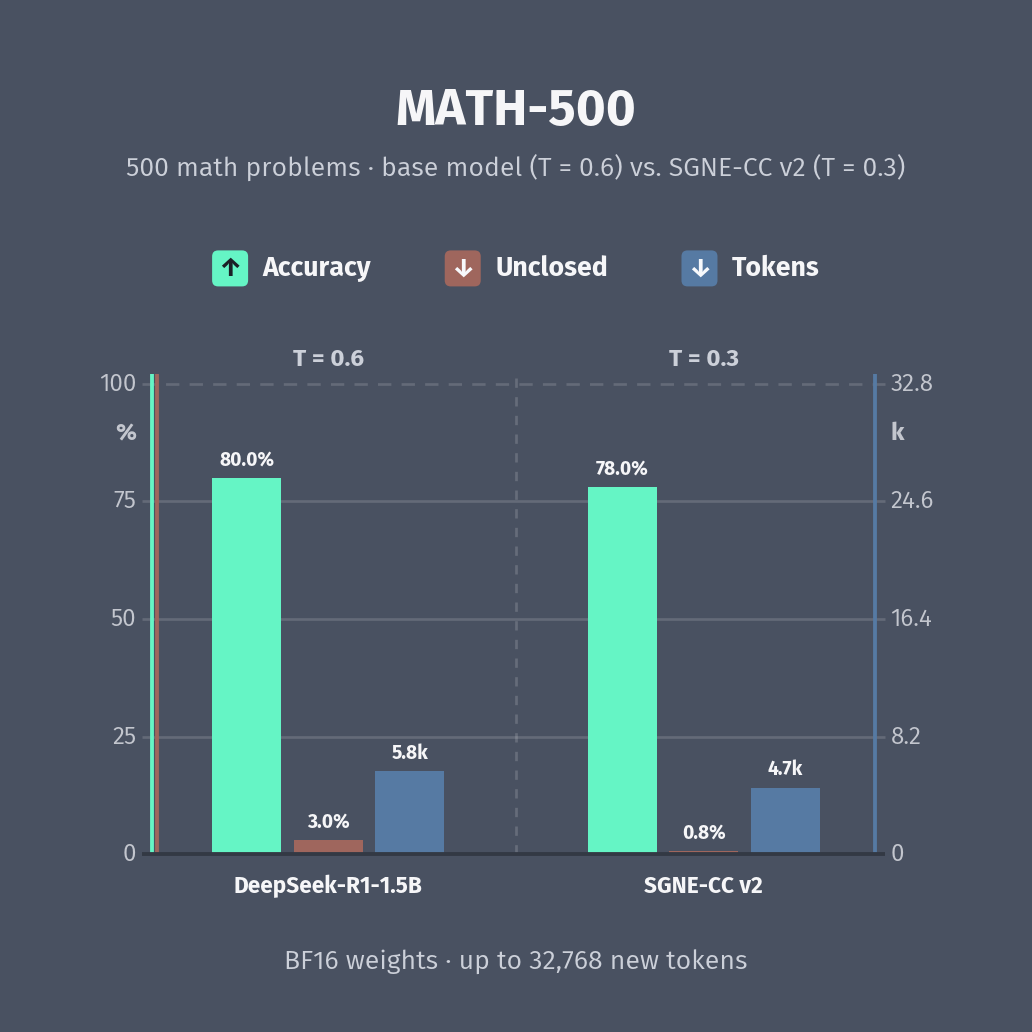 MATH-500
500 math problems · base model (T = 0.6) vs. SGNE-CC v2 (T = 0.3)
↑ Accuracy ↓ Unclosed ↓ Tokens
T = 0.6 T = 0.3
100 32.8
% k
80.0% 78.0%
75 24.6
50 16.4
25 8.2
5.8k 4.7k
3.0% 0.8%
0 0
DeepSeek-R1-1.5B SGNE-CC v2
BF16 weights · up to 32,768 new tokens